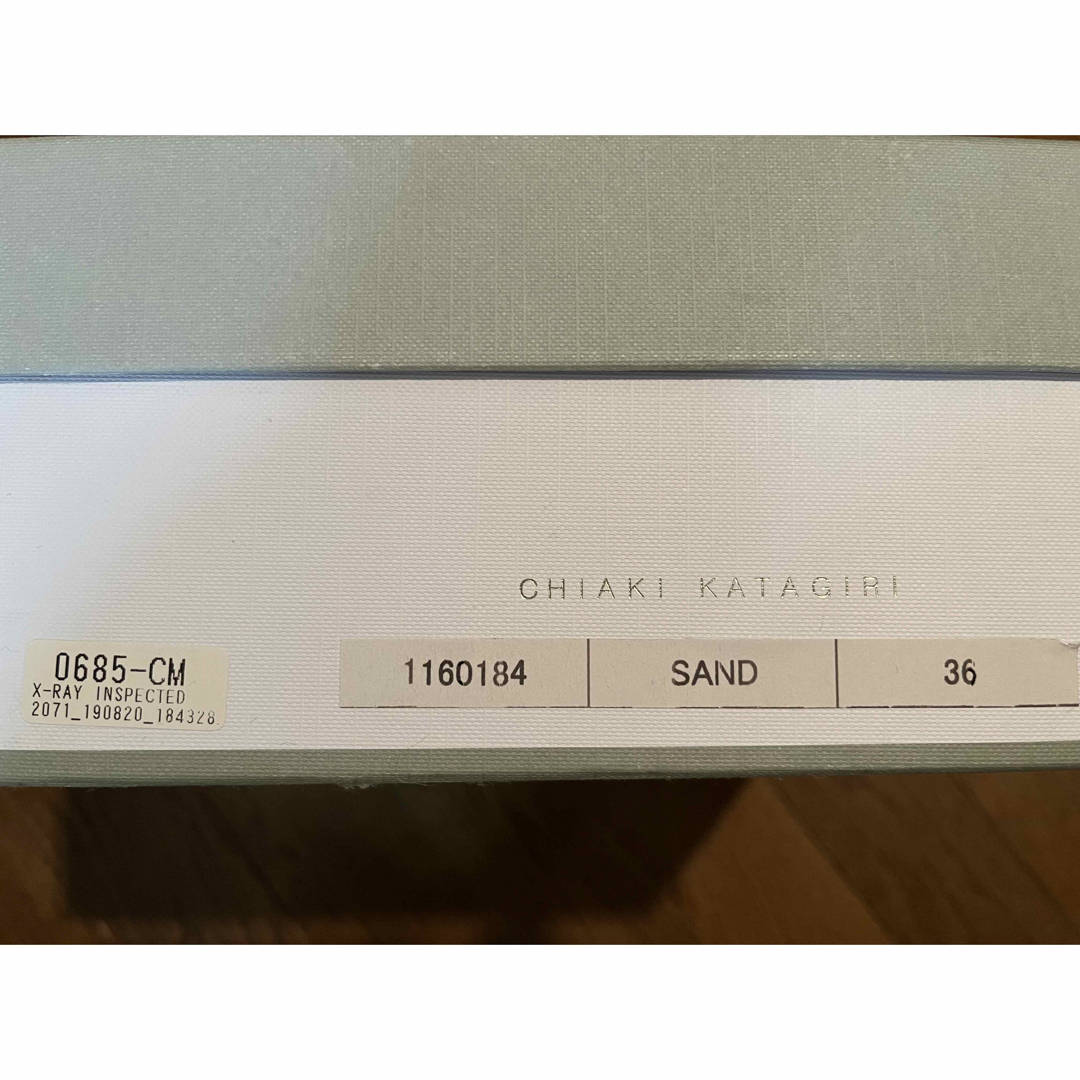 CHIAKI KATAGIRI
0685-CM
X-RAY INSPECTED
2071_190820_184328
1160184 SAND 36